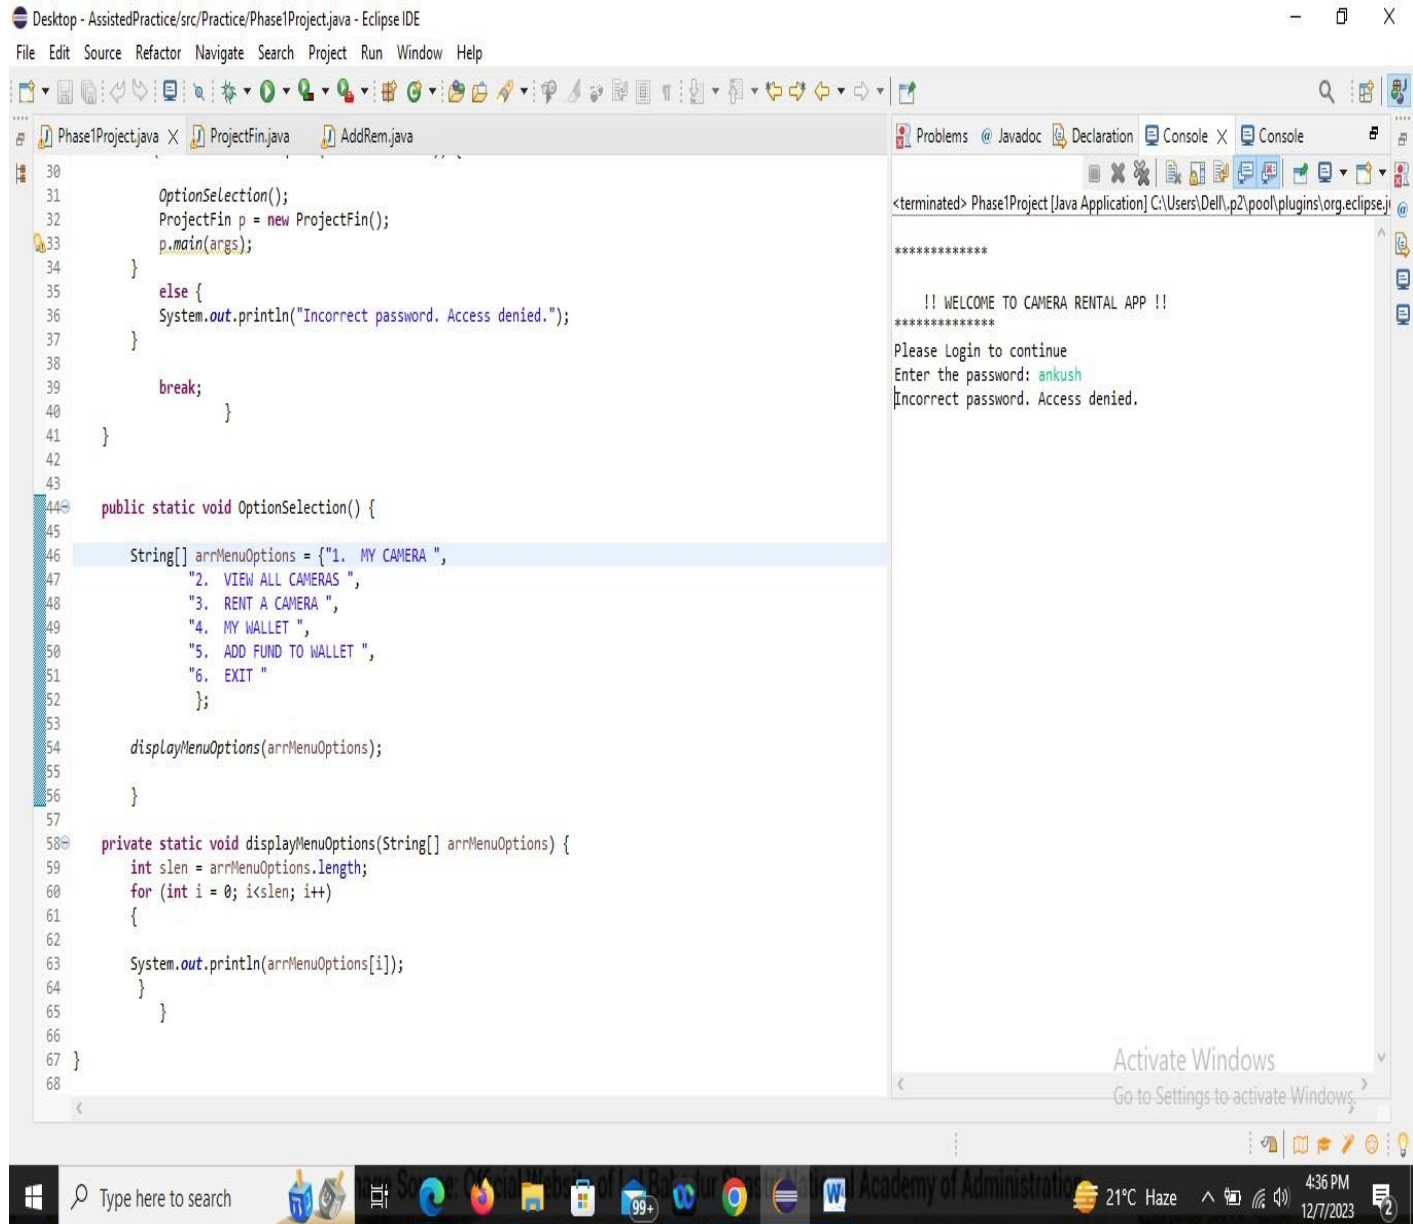 Desktop - AssistedPractice/src/Practice/Phase1Project.java - Eclipse IDE
File Edit Source Refactor Navigate Search Project Run Window Help
Phase1Project.java ProjectFin.java AddRem.java
30
31 OptionSelection();
32 ProjectFin p = new ProjectFin();
33 p.main(args);
34 }
35 else {
36 System.out.println("Incorrect password. Access denied.");
37 }
38
39 break;
40 }
41 }
42
43
44 public static void OptionSelection() {
45
46 String[] arrMenuOptions = {"1.  MY CAMERA ",
47 "2.  VIEW ALL CAMERAS ",
48 "3.  RENT A CAMERA ",
49 "4.  MY WALLET ",
50 "5.  ADD FUND TO WALLET ",
51 "6.  EXIT "
52 };
53
54 displayMenuOptions(arrMenuOptions);
55
56 }
57
58 private static void displayMenuOptions(String[] arrMenuOptions) {
59 int slen = arrMenuOptions.length;
60 for (int i = 0; i<slen; i++)
61 {
62
63 System.out.println(arrMenuOptions[i]);
64 }
65 }
66
67 }
68
Problems @ Javadoc Declaration Console Console
<terminated> Phase1Project [Java Application] C:\Users\Dell\.p2\pool\plugins\org.eclipse.ju
*************
!! WELCOME TO CAMERA RENTAL APP !!
**************
Please Login to continue
Enter the password: ankush
Incorrect password. Access denied.
Activate Windows
Go to Settings to activate Windows.
Type here to search
99+
21°C Haze
4:36 PM
12/7/2023
2